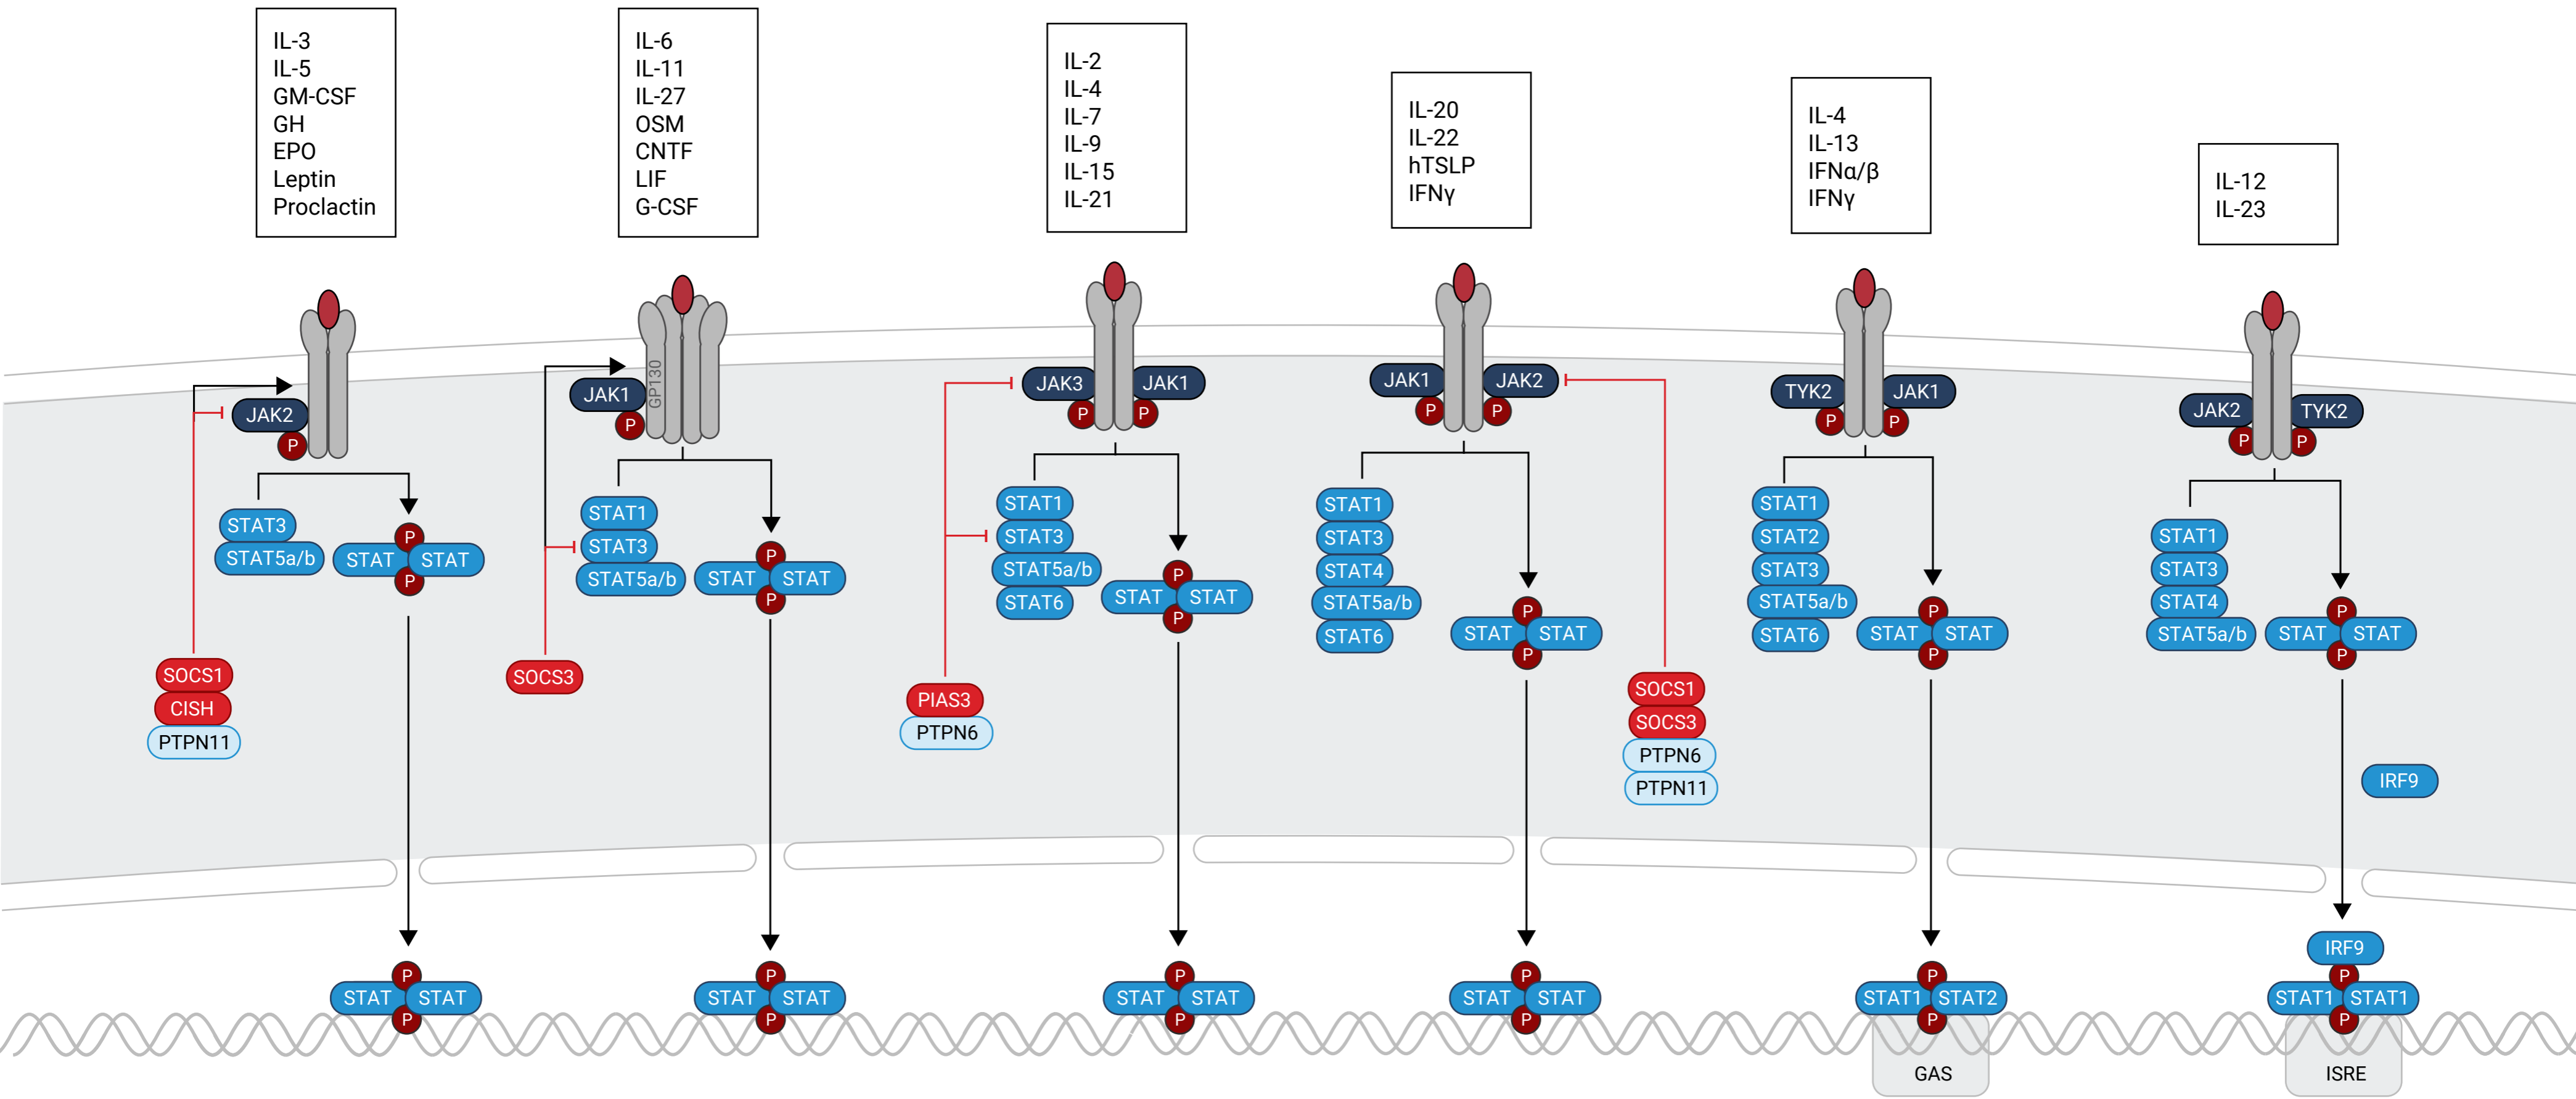 IL-3
IL-5
GM-CSF
GH
EPO
Leptin
Proclactin
IL-6
IL-11
IL-27
OSM
CNTF
LIF
G-CSF
IL-2
IL-4
IL-7
IL-9
IL-15
IL-21
IL-20
IL-22
hTSLP
IFNγ
IL-4
IL-13
IFNα/β
IFNγ
IL-12
IL-23
JAK2
P
STAT3
STAT5a/b
P
STAT STAT
P
SOCS1
CISH
PTPN11
JAK1
GP130
P
STAT1
STAT3
STAT5a/b
P
STAT STAT
P
SOCS3
JAK3 JAK1
P P
STAT1
STAT3
STAT5a/b
STAT6
P
STAT STAT
P
PIAS3
PTPN6
JAK1 JAK2
P P
STAT1
STAT3
STAT4
STAT5a/b
STAT6
P
STAT STAT
P
SOCS1
SOCS3
PTPN6
PTPN11
TYK2 JAK1
P P
STAT1
STAT2
STAT3
STAT5a/b
STAT6
P
STAT STAT
P
JAK2 TYK2
P P
STAT1
STAT3
STAT4
STAT5a/b
P
STAT STAT
P
IRF9
P
STAT STAT
P
P
STAT STAT
P
P
STAT STAT
P
P
STAT STAT
P
P
STAT1 STAT2
P
GAS
IRF9
P
STAT1 STAT1
P
ISRE